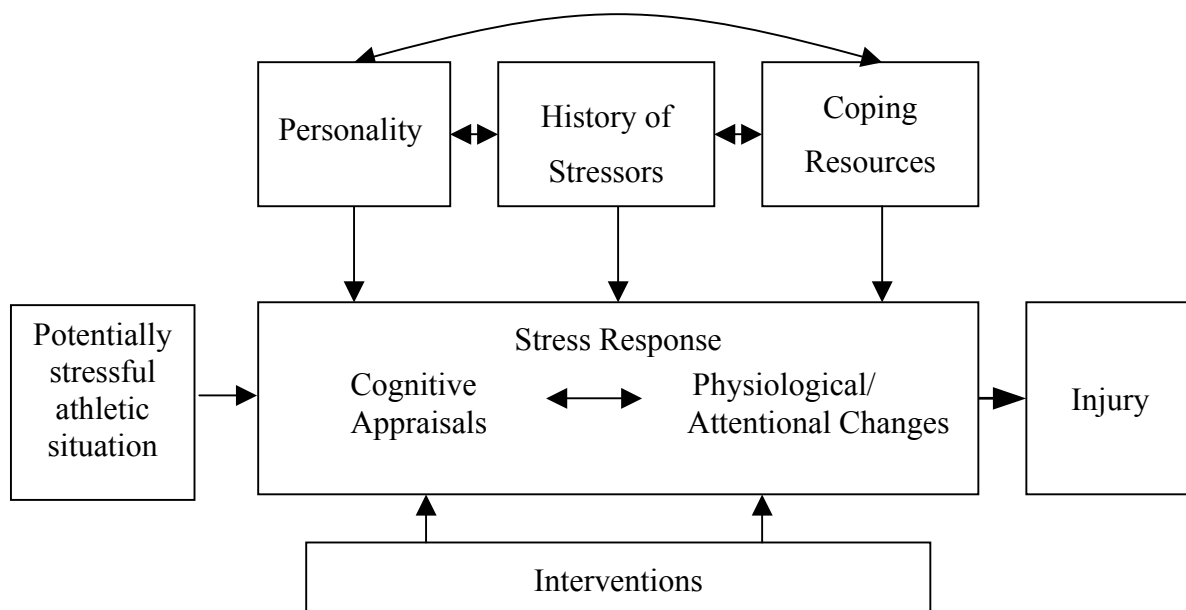 Personality
History of
Stressors
Coping
Resources
Potentially
stressful
athletic
situation
Stress Response
Cognitive
Appraisals
Physiological/
Attentional Changes
Injury
Interventions